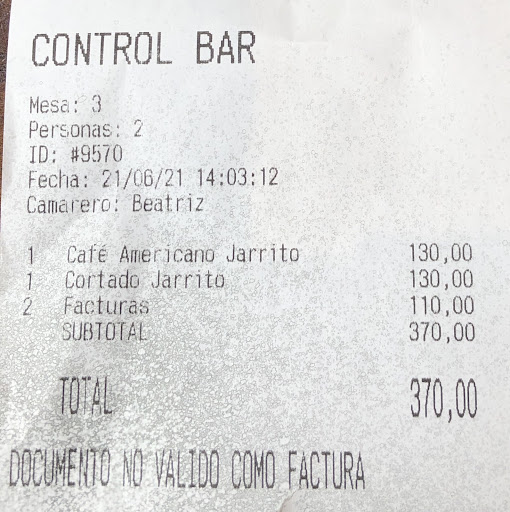 CONTROL BAR
Mesa: 3
Personas: 2
ID: #9570
Fecha: 21/06/21 14:03:12
Camarero: Beatriz
1 Café Americano Jarrito 130,00
1 Cortado Jarrito 130,00
2 Facturas 110,00
SUBTOTAL 370,00
TOTAL 370,00
DOCUMENTO NO VALIDO COMO FACTURA